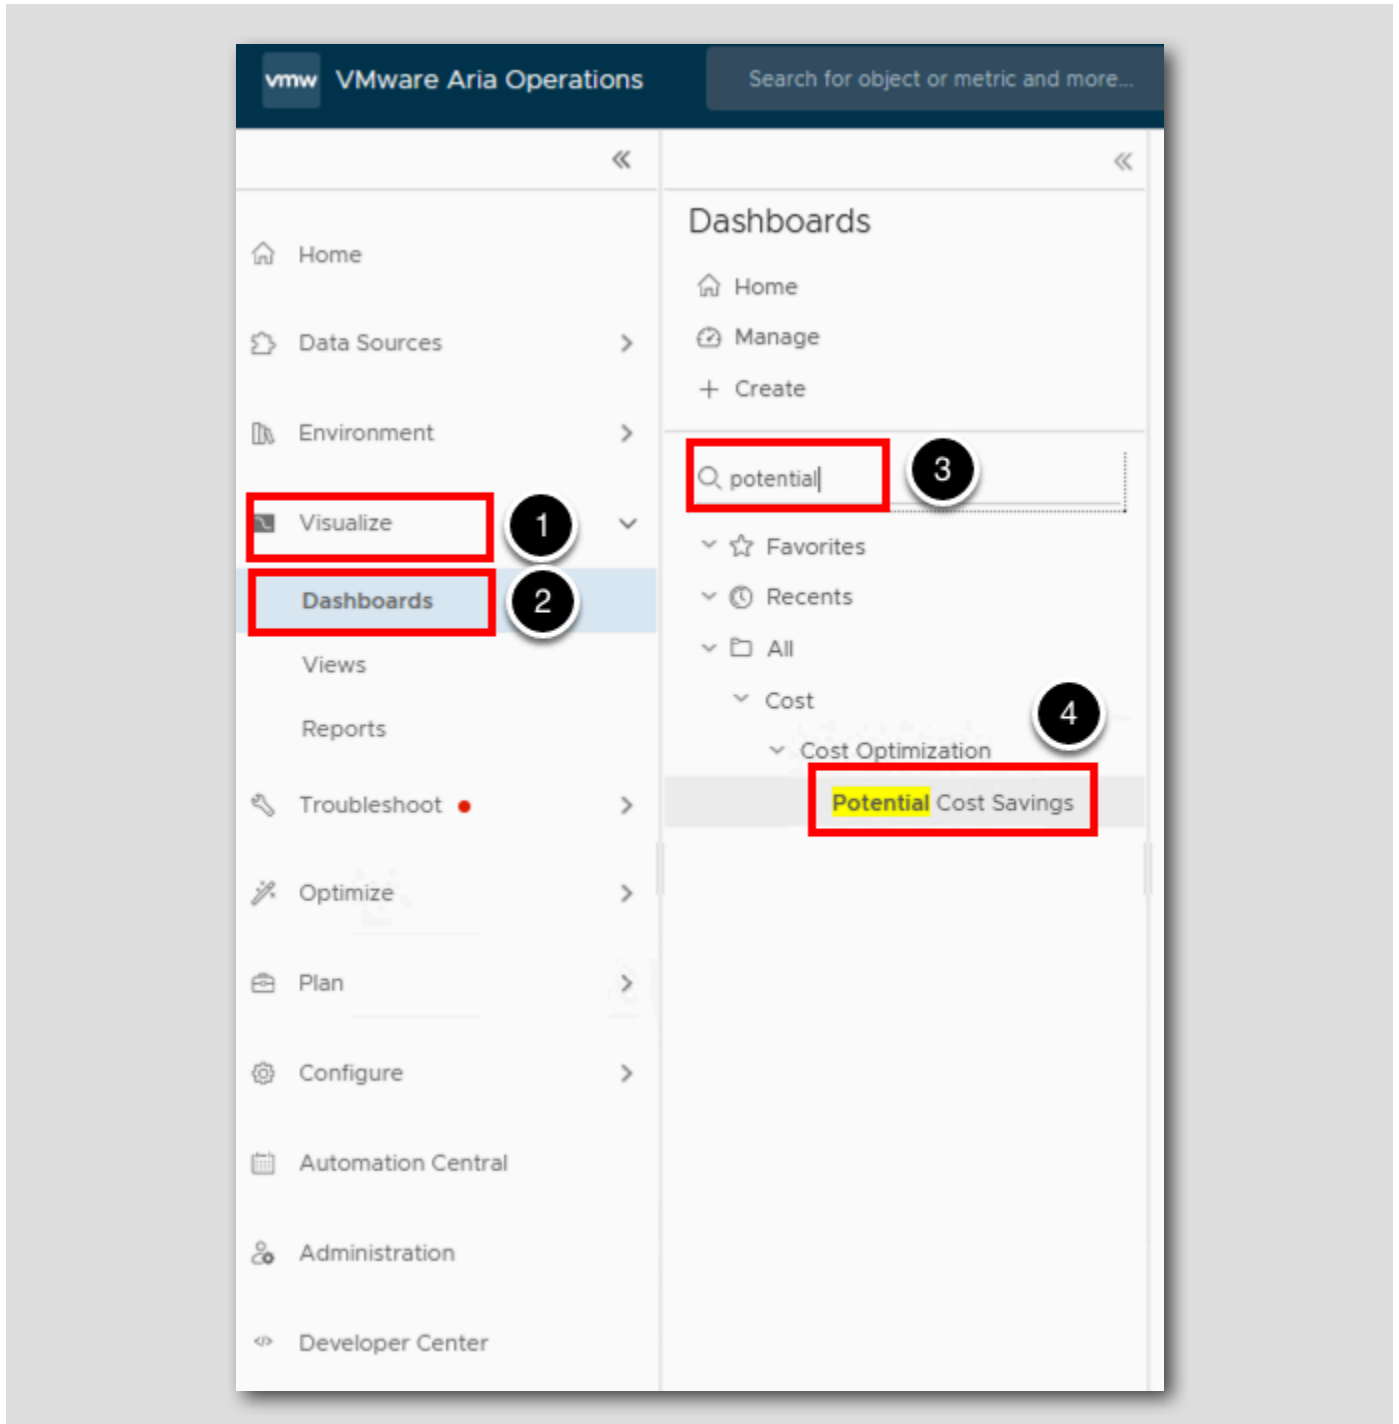 vmw VMware Aria Operations
Search for object or metric and more...
Home
Data Sources
Environment
Visualize 1
Dashboards 2
Views
Reports
Troubleshoot
Optimize
Plan
Configure
Automation Central
Administration
Developer Center
Dashboards
Home
Manage
Create
potential 3
Favorites
Recents
All
Cost
4
Cost Optimization
Potential Cost Savings